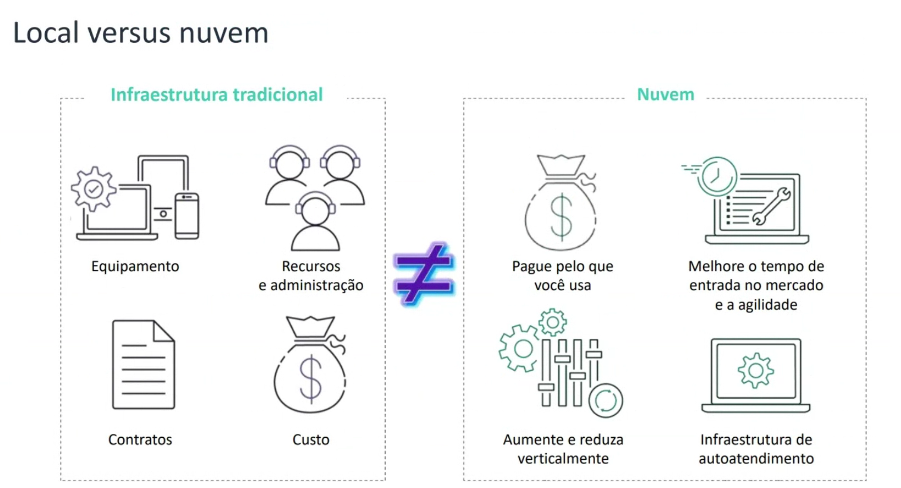 Local versus nuvem
Infraestrutura tradicional
Equipamento
Recursos
e administração
Contratos
Custo
≠
Nuvem
Pague pelo que
você usa
Melhore o tempo de
entrada no mercado
e a agilidade
Aumente e reduza
verticalmente
Infraestrutura de
autoatendimento